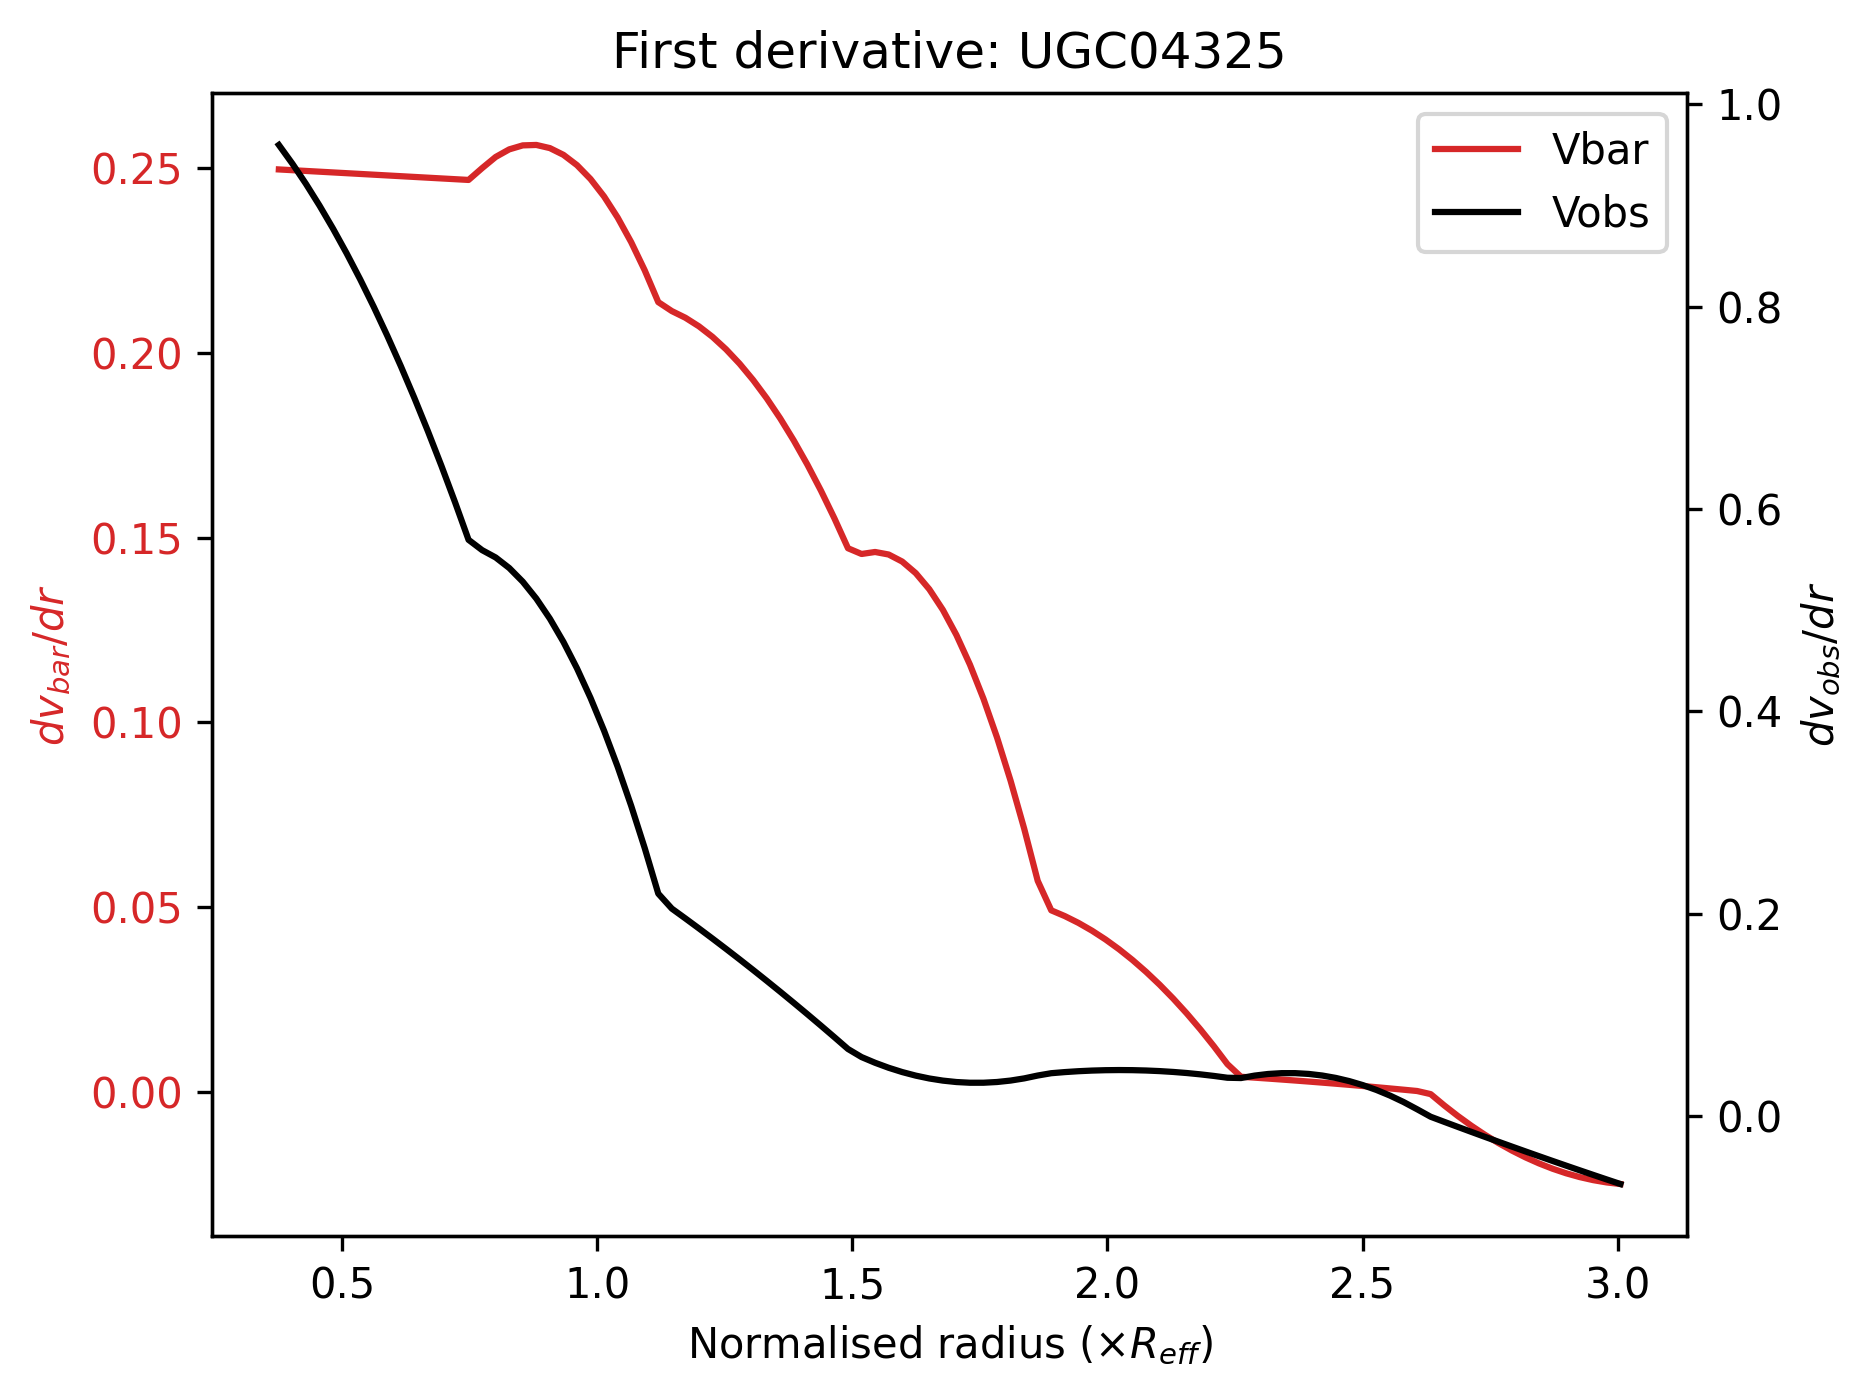 First derivative: UGC04325
Vbar
Vobs
0.25
0.20
0.15
0.10
0.05
0.00
dv_bar/dr
1.0
0.8
0.6
0.4
0.2
0.0
dv_obs/dr
0.5 1.0 1.5 2.0 2.5 3.0
Normalised radius (×R_eff)